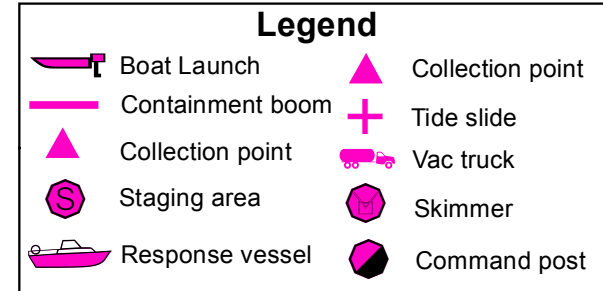 Legend
Boat Launch
Containment boom
Collection point
S Staging area
Response vessel
Collection point
Tide slide
Vac truck
Skimmer
Command post